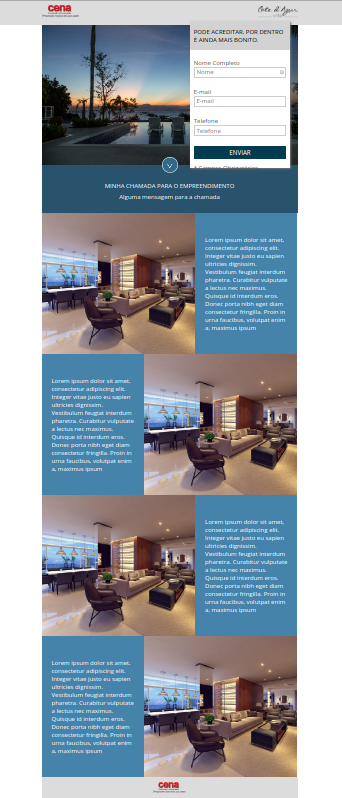 cena
Cote d'Azur
PODE ACREDITAR, POR DENTRO
É AINDA MAIS BONITO.
Nome Completo
Nome
E-mail
E-mail
Telefone
Telefone
ENVIAR
MINHA CHAMADA PARA O EMPREENDIMENTO
Alguma mensagem para a chamada
Lorem ipsum dolor sit amet,
consectetur adipiscing elit.
Integer vitae justo eu sapien
ultricies dignissim.
Vestibulum feugiat interdum
pharetra. Curabitur vulputate
a lectus nec maximus.
Quisque id interdum eros.
Donec porta nibh eget diam
consectetur fringilla. Proin in
urna faucibus, volutpat enim
a, maximus ipsum
Lorem ipsum dolor sit amet,
consectetur adipiscing elit.
Integer vitae justo eu sapien
ultricies dignissim.
Vestibulum feugiat interdum
pharetra. Curabitur vulputate
a lectus nec maximus.
Quisque id interdum eros.
Donec porta nibh eget diam
consectetur fringilla. Proin in
urna faucibus, volutpat enim
a, maximus ipsum
Lorem ipsum dolor sit amet,
consectetur adipiscing elit.
Integer vitae justo eu sapien
ultricies dignissim.
Vestibulum feugiat interdum
pharetra. Curabitur vulputate
a lectus nec maximus.
Quisque id interdum eros.
Donec porta nibh eget diam
consectetur fringilla. Proin in
urna faucibus, volutpat enim
a, maximus ipsum
Lorem ipsum dolor sit amet,
consectetur adipiscing elit.
Integer vitae justo eu sapien
ultricies dignissim.
Vestibulum feugiat interdum
pharetra. Curabitur vulputate
a lectus nec maximus.
Quisque id interdum eros.
Donec porta nibh eget diam
consectetur fringilla. Proin in
urna faucibus, volutpat enim
a, maximus ipsum
cena